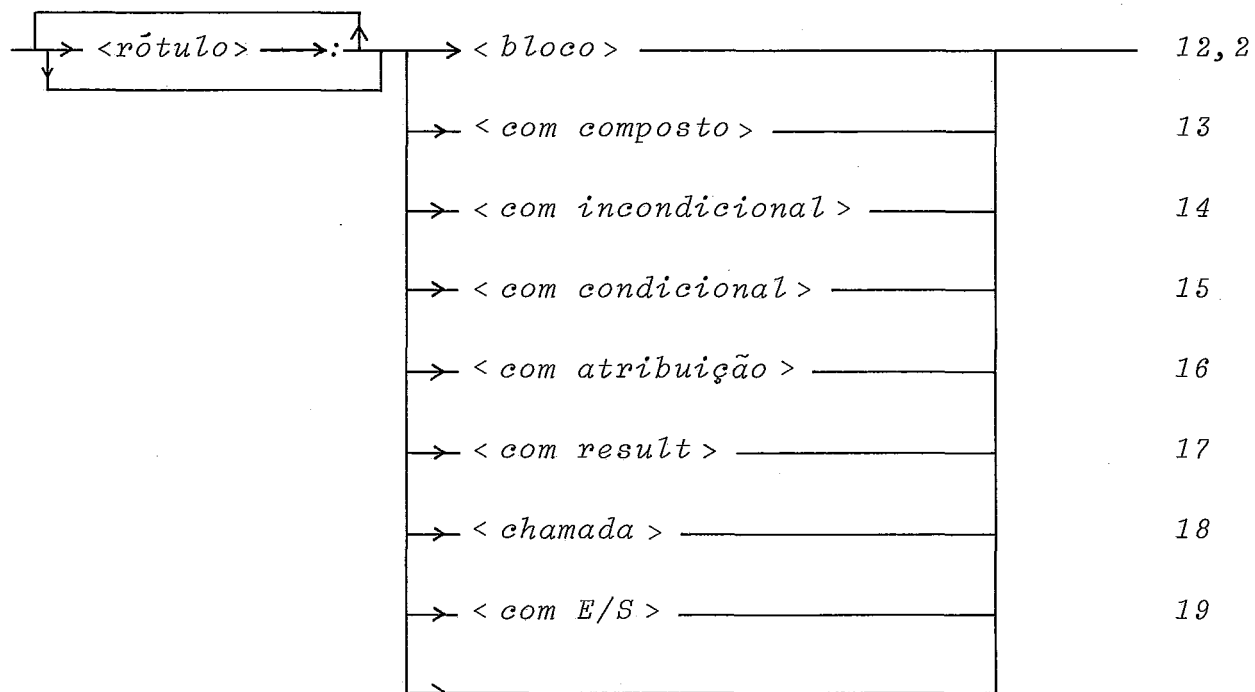 <rótulo> : <bloco> 12,2
<com composto> 13
<com incondicional> 14
<com condicional> 15
<com atribuição> 16
<com result> 17
<chamada> 18
<com E/S> 19